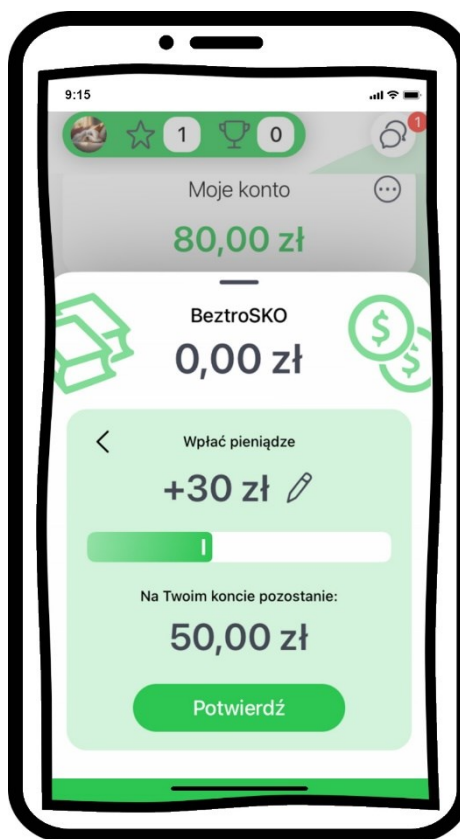 9:15
1
0
1
Moje konto
80,00 zł
BeztroSKO
0,00 zł
Wpłać pieniądze
+30 zł
Na Twoim koncie pozostanie:
50,00 zł
Potwierdź